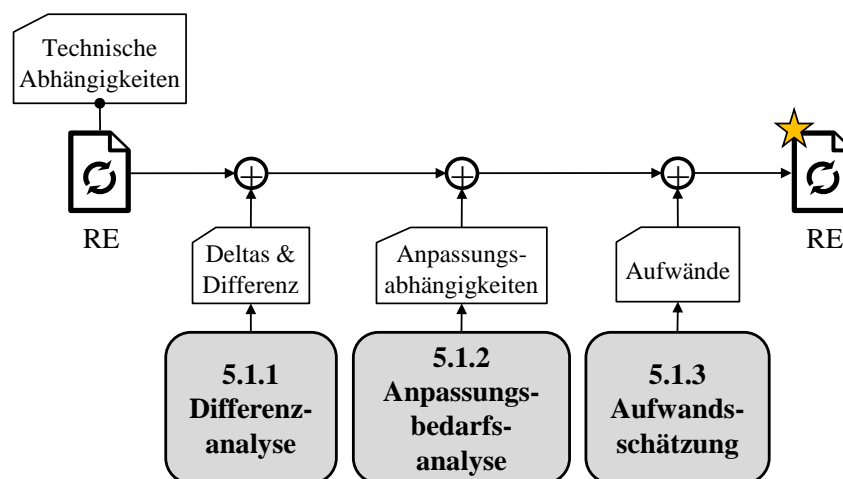 Technische
Abhängigkeiten
RE
RE
Deltas &
Differenz
Anpassungs-
abhängigkeiten
Aufwände
5.1.1
Differenz-
analyse
5.1.2
Anpassungs-
bedarfs-
analyse
5.1.3
Aufwands-
schätzung